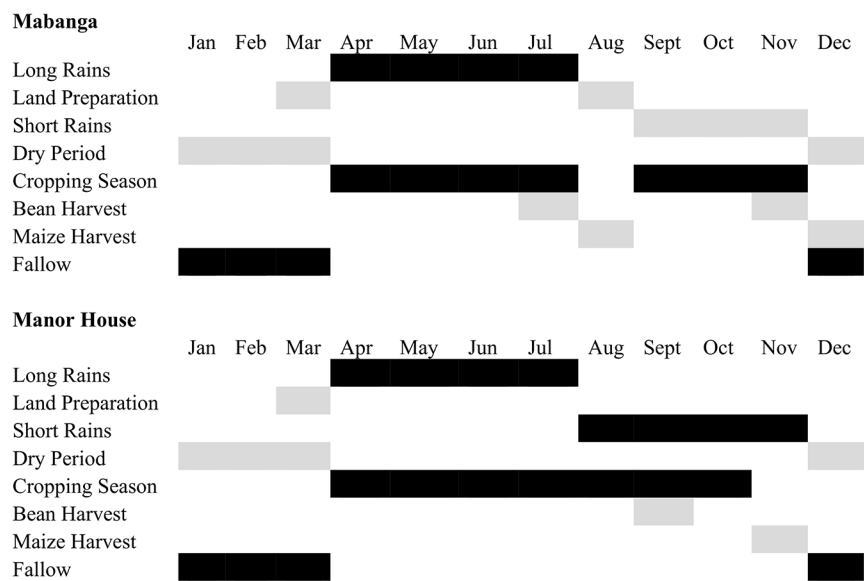 Mabanga
Jan Feb Mar Apr May Jun Jul Aug Sept Oct Nov Dec
Long Rains
Land Preparation
Short Rains
Dry Period
Cropping Season
Bean Harvest
Maize Harvest
Fallow
Manor House
Jan Feb Mar Apr May Jun Jul Aug Sept Oct Nov Dec
Long Rains
Land Preparation
Short Rains
Dry Period
Cropping Season
Bean Harvest
Maize Harvest
Fallow